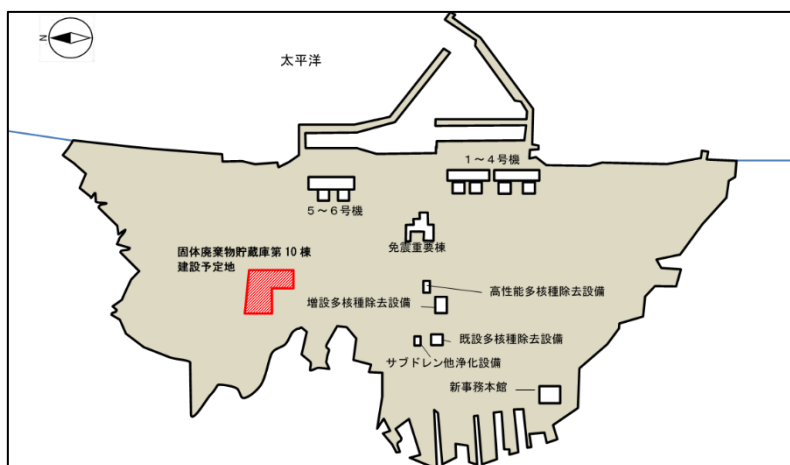 N
太平洋
1～4号機
5～6号機
免震重要棟
固体廃棄物貯蔵庫第10棟
建設予定地
高性能多核種除去設備
増設多核種除去設備
既設多核種除去設備
サブドレン他浄化設備
新事務本館